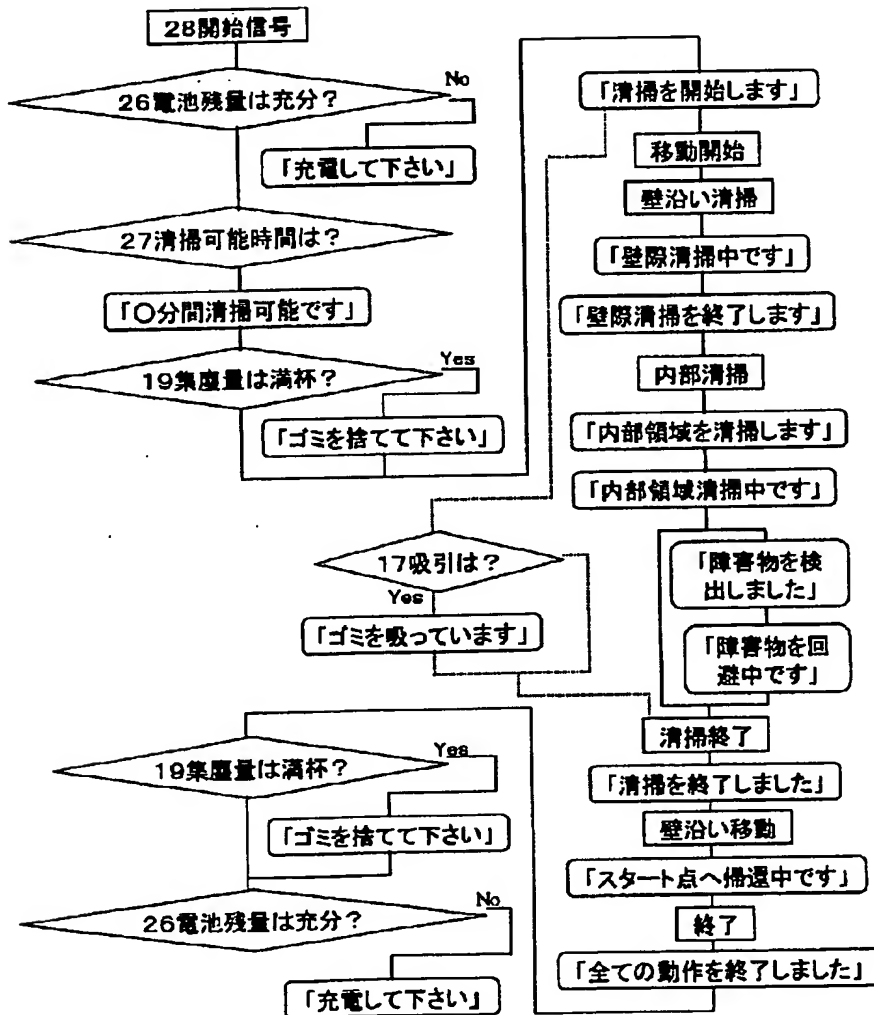 28開始信号
No
26電池残量は充分？
「充電して下さい」
27清掃可能時間は？
「〇分間清掃可能です」
Yes
19集塵量は満杯？
「ゴミを捨てて下さい」
「清掃を開始します」
移動開始
壁沿い清掃
「壁際清掃中です」
「壁際清掃を終了します」
内部清掃
「内部領域を清掃します」
「内部領域清掃中です」
17吸引は？
Yes
「ゴミを吸っています」
「障害物を検
出しました」
「障害物を回
避中です」
清掃終了
「清掃を終了しました」
壁沿い移動
「スタート点へ帰還中です」
終了
「全ての動作を終了しました」
Yes
19集塵量は満杯？
「ゴミを捨てて下さい」
No
26電池残量は充分？
「充電して下さい」